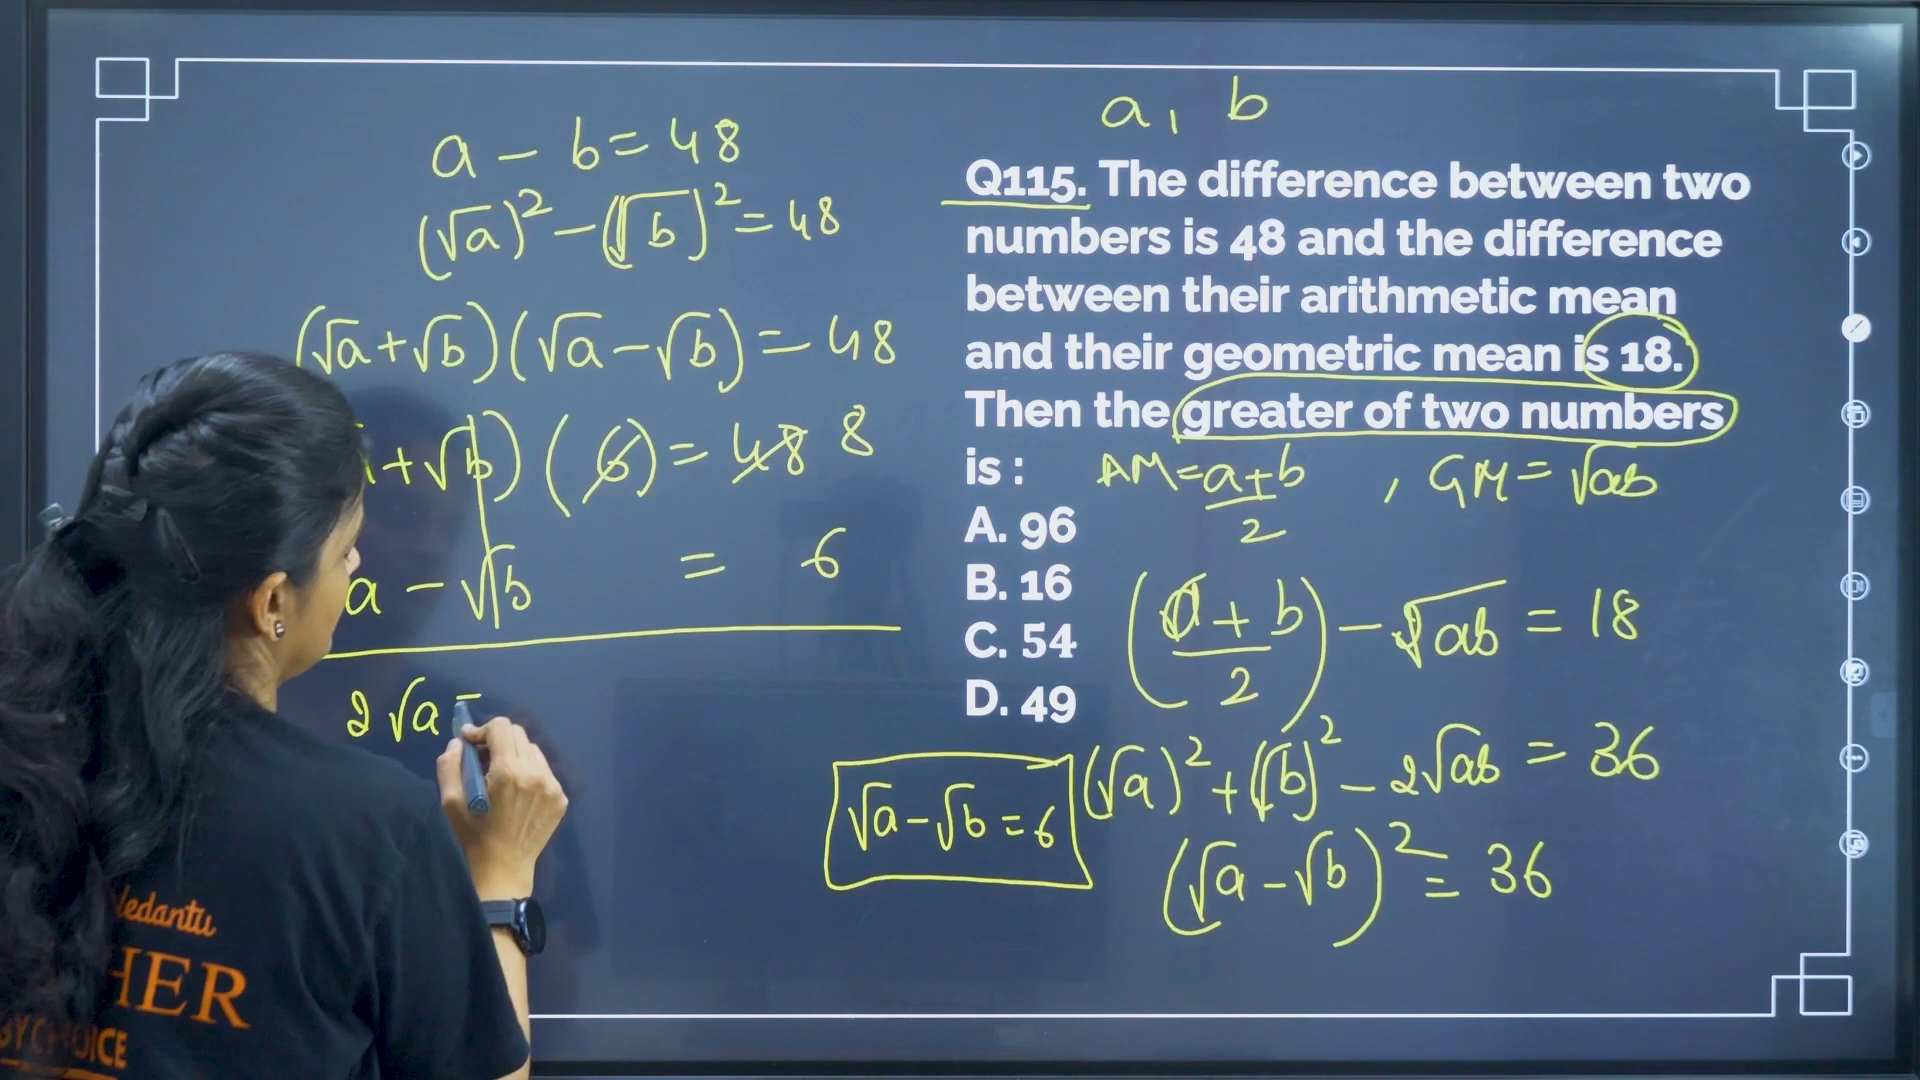 a - b = 48
(√a)² - (√b)² = 48
(√a + √b)(√a - √b) = 48
+ √b) (6) = 48 8
a - √b = 6
2√a =
a, b
Q115. The difference between two
numbers is 48 and the difference
between their arithmetic mean
and their geometric mean is 18.
Then the greater of two numbers
is :
AM = a+b/2 , GM = √ab
A. 96
B. 16
C. 54
D. 49
(a + b/2) - √ab = 18
(√a)² + (√b)² - 2√ab = 36
√a - √b = 6
(√a - √b)² = 36
Vedantu
HER
BY CHOICE